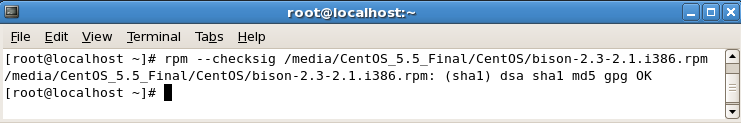 root@localhost:~
File Edit View Terminal Tabs Help
[root@localhost ~]# rpm --checksig /media/CentOS_5.5_Final/CentOS/bison-2.3-2.1.i386.rpm
/media/CentOS_5.5_Final/CentOS/bison-2.3-2.1.i386.rpm: (sha1) dsa sha1 md5 gpg OK
[root@localhost ~]#